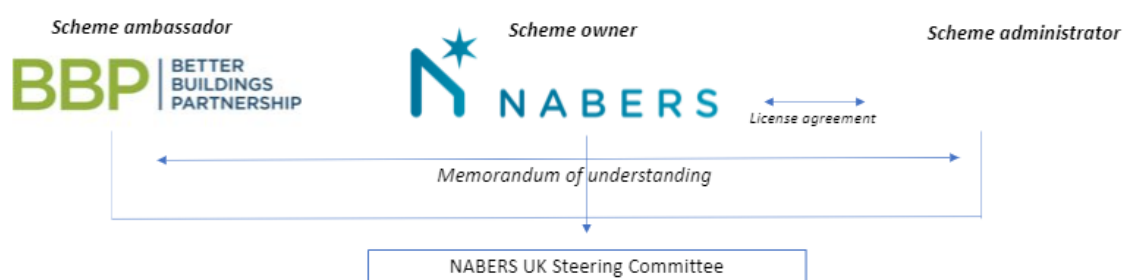 Scheme ambassador
Scheme owner
Scheme administrator
BBP
BETTER
BUILDINGS
PARTNERSHIP
NABERS
License agreement
Memorandum of understanding
NABERS UK Steering Committee